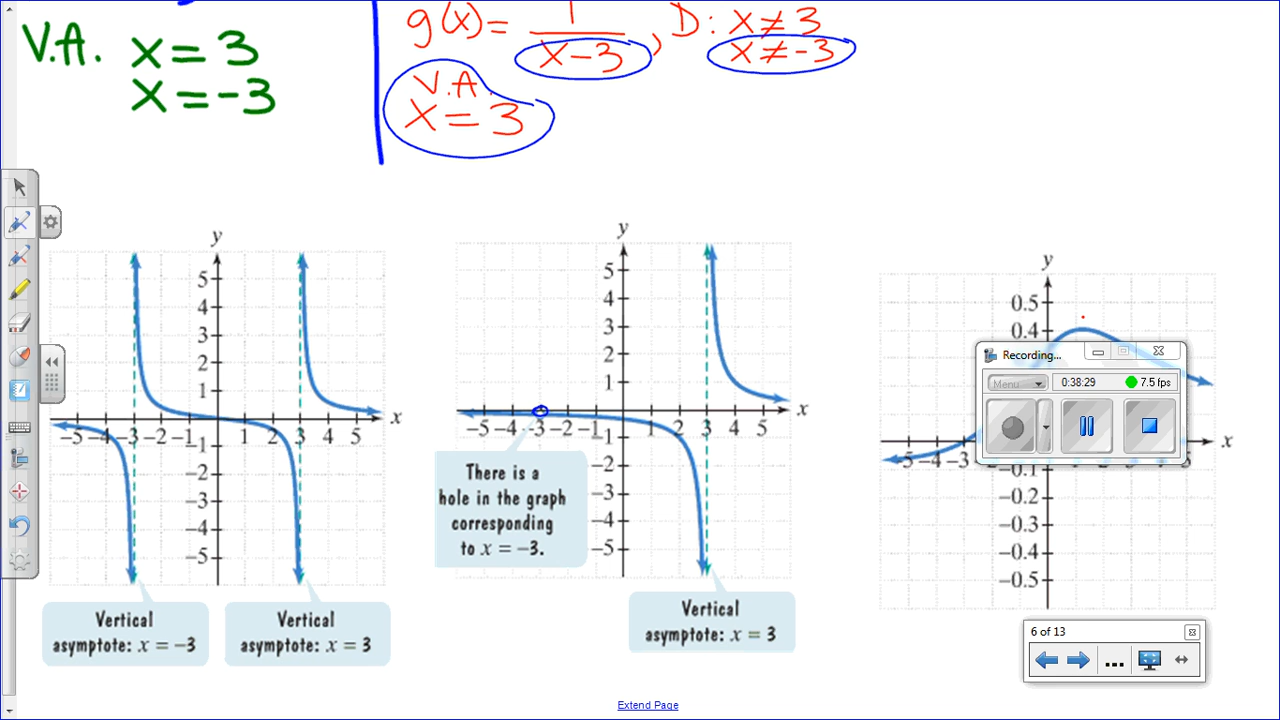 V.A. x = 3
x = -3
g(x) = 1 / x-3 , D: x ≠ 3
x ≠ -3
V.A.
x = 3
y
5
4
3
2
1
-5 -4 -3 -2 -1 1 2 3 4 5
x
-1
-2
-3
-4
-5
Vertical
asymptote: x = −3
Vertical
asymptote: x = 3
y
5
4
3
2
1
-5 -4 -3 -2 -1 1 2 3 4 5
x
-1
-2
-3
-4
-5
There is a
hole in the graph
corresponding
to x = −3.
Vertical
asymptote: x = 3
y
0.5
0.4
Recording...
Menu
0:38:29
7.5 fps
x
-5 -4 -3
-0.1
-0.2
-0.3
-0.4
-0.5
6 of 13
...
Extend Page